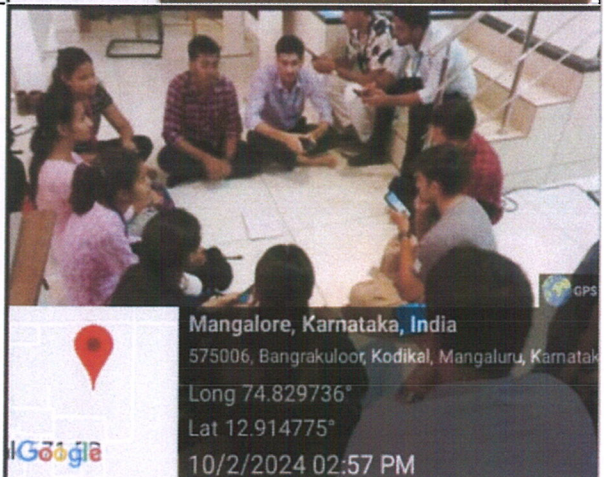 GPS
Mangalore, Karnataka, India
575006, Bangrakuloor, Kodikal, Mangaluru, Karnatak
Long 74.829736°
Lat 12.914775°
Google
10/2/2024 02:57 PM